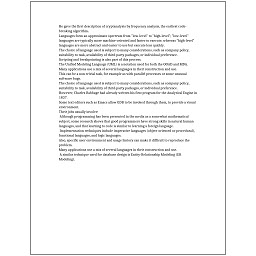 He gave the first description of cryptanalysis by frequency analysis, the earliest code-
breaking algorithm.
Languages form an approximate spectrum from "low-level" to "high-level"; "low-level"
languages are typically more machine-oriented and faster to execute, whereas "high-level"
languages are more abstract and easier to use but execute less quickly.
The choice of language used is subject to many considerations, such as company policy,
suitability to task, availability of third-party packages, or individual preference.
Scripting and breakpointing is also part of this process.
The Unified Modeling Language (UML) is a notation used for both the OOAD and MDA.
Many applications use a mix of several languages in their construction and use.
This can be a non-trivial task, for example as with parallel processes or some unusual
software bugs.
The choice of language used is subject to many considerations, such as company policy,
suitability to task, availability of third-party packages, or individual preference.
However, Charles Babbage had already written his first program for the Analytical Engine in
1837.
Some text editors such as Emacs allow GDB to be invoked through them, to provide a visual
environment.
These jobs usually involve:
Although programming has been presented in the media as a somewhat mathematical
subject, some research shows that good programmers have strong skills in natural human
languages, and that learning to code is similar to learning a foreign language.
Implementation techniques include imperative languages (object-oriented or procedural),
functional languages, and logic languages.
Also, specific user environment and usage history can make it difficult to reproduce the
problem.
Many applications use a mix of several languages in their construction and use.
A similar technique used for database design is Entity-Relationship Modeling (ER
Modeling).